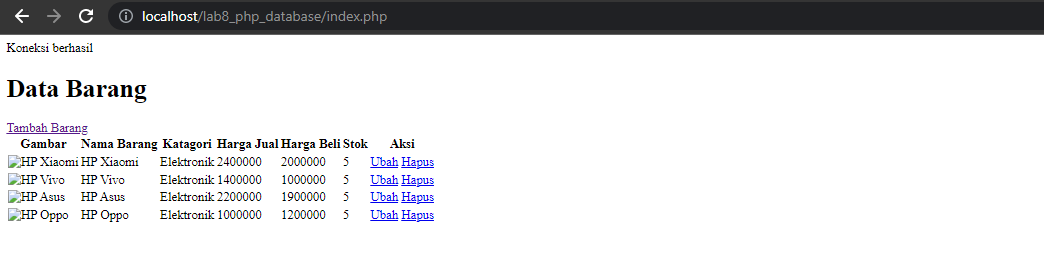 localhost/lab8_php_database/index.php
Koneksi berhasil
Data Barang
Tambah Barang
Gambar Nama Barang Katagori Harga Jual Harga Beli Stok Aksi
HP Xiaomi HP Xiaomi Elektronik 2400000 2000000 5 Ubah Hapus
HP Vivo HP Vivo Elektronik 1400000 1000000 5 Ubah Hapus
HP Asus HP Asus Elektronik 2200000 1900000 5 Ubah Hapus
HP Oppo HP Oppo Elektronik 1000000 1200000 5 Ubah Hapus